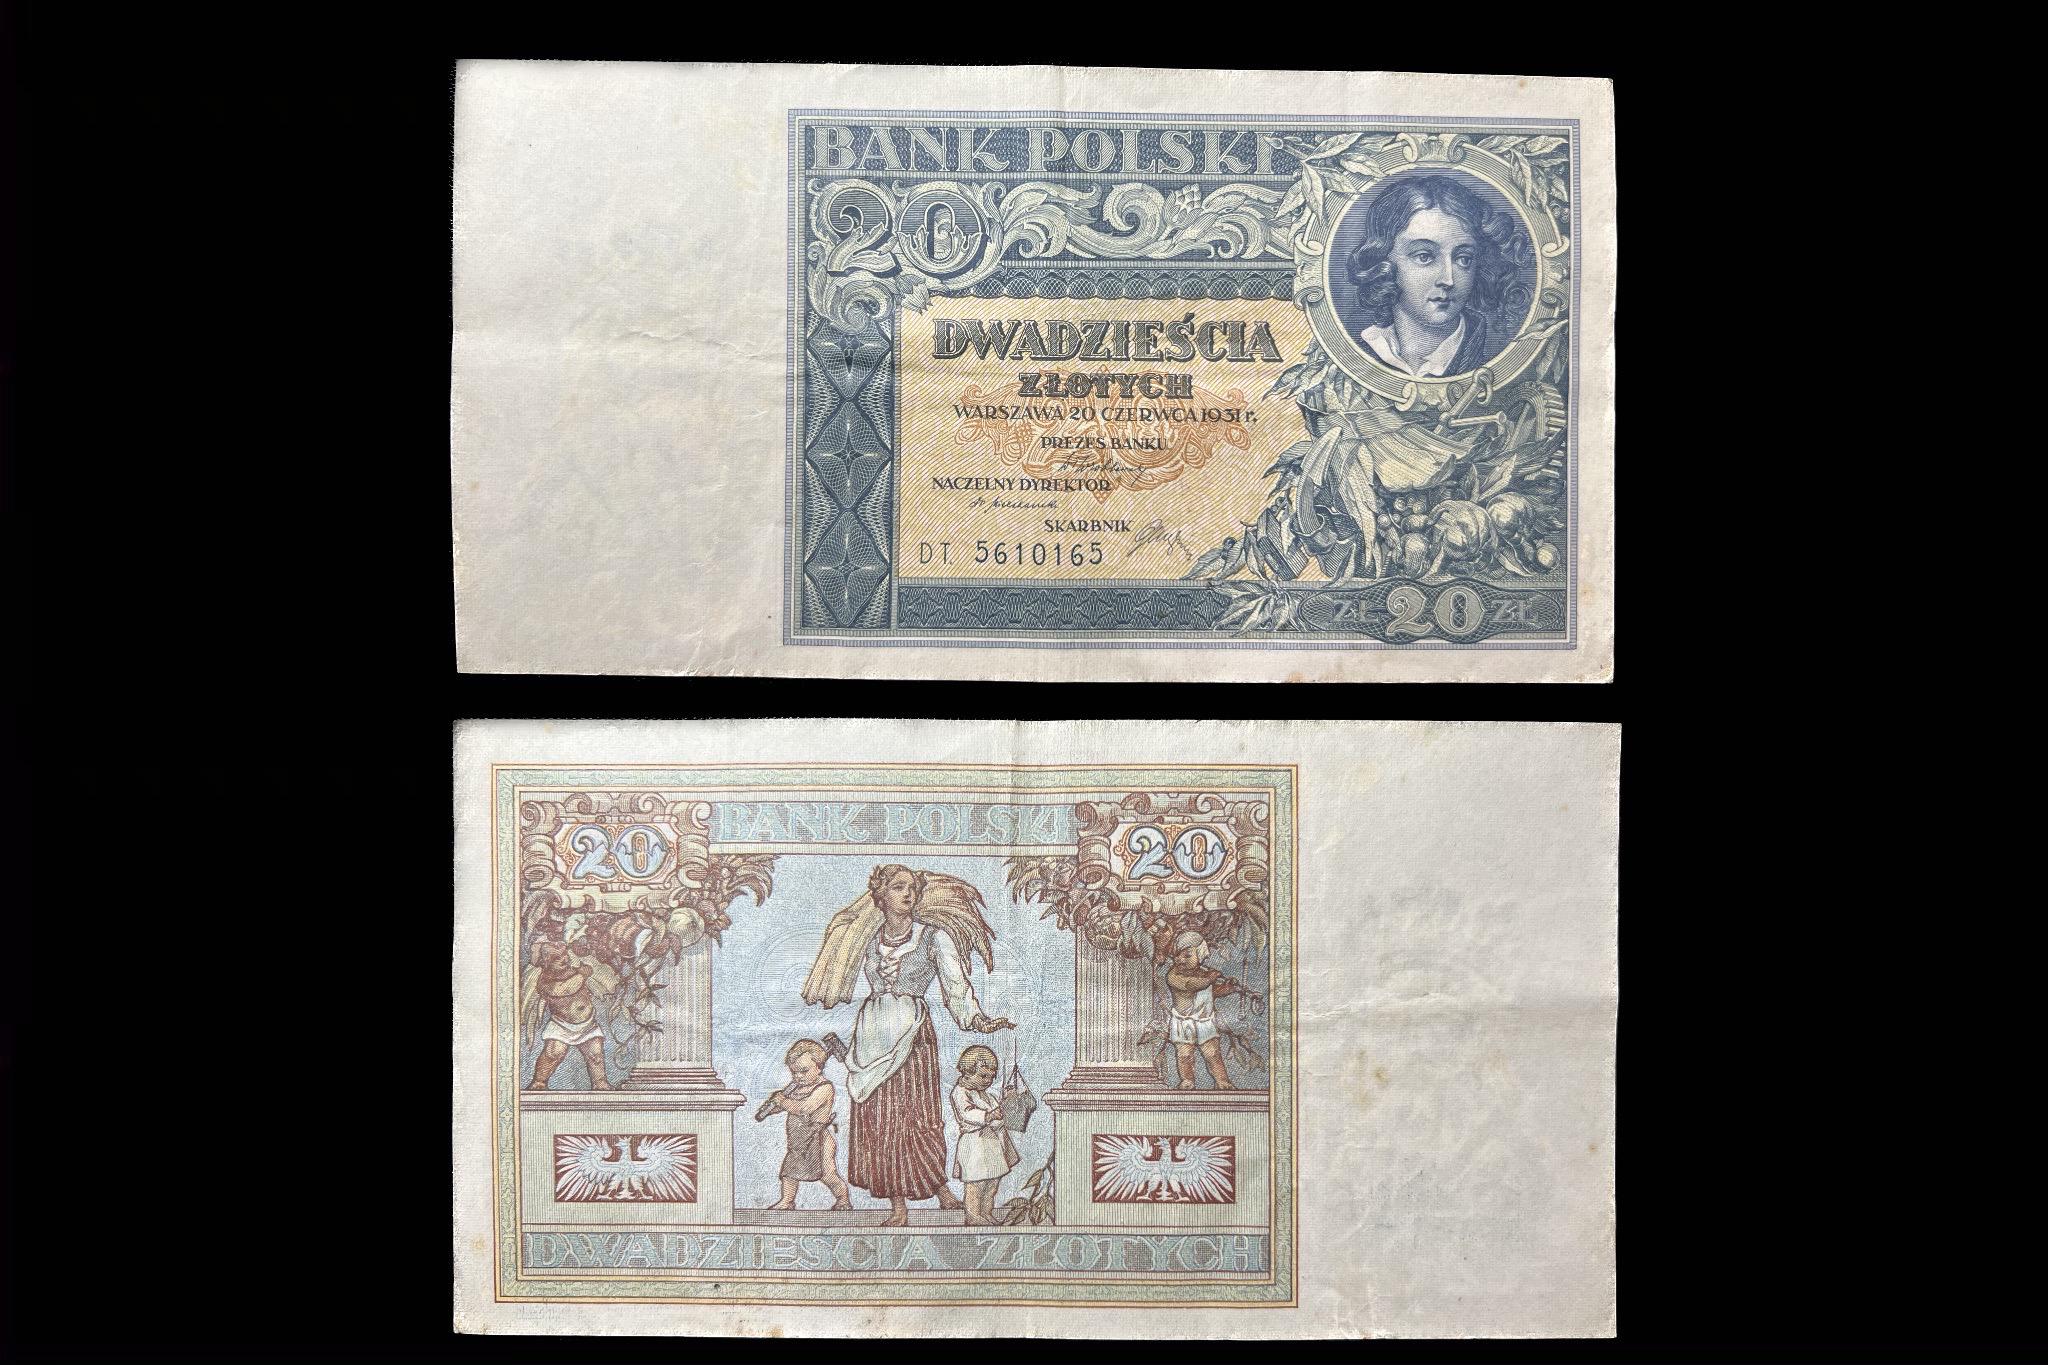 BANK POLSKI
20
DWADZIEŚCIA
ZŁOTYCH
WARSZAWA 20 CZERWCA 1931 r.
PREZES BANKU
NACZELNY DYREKTOR
SKARBNIK
DT. 5610165
ZŁ 20 ZŁ
BANK POLSKI
20 20
DWADZIEŚCIA ZŁOTYCH